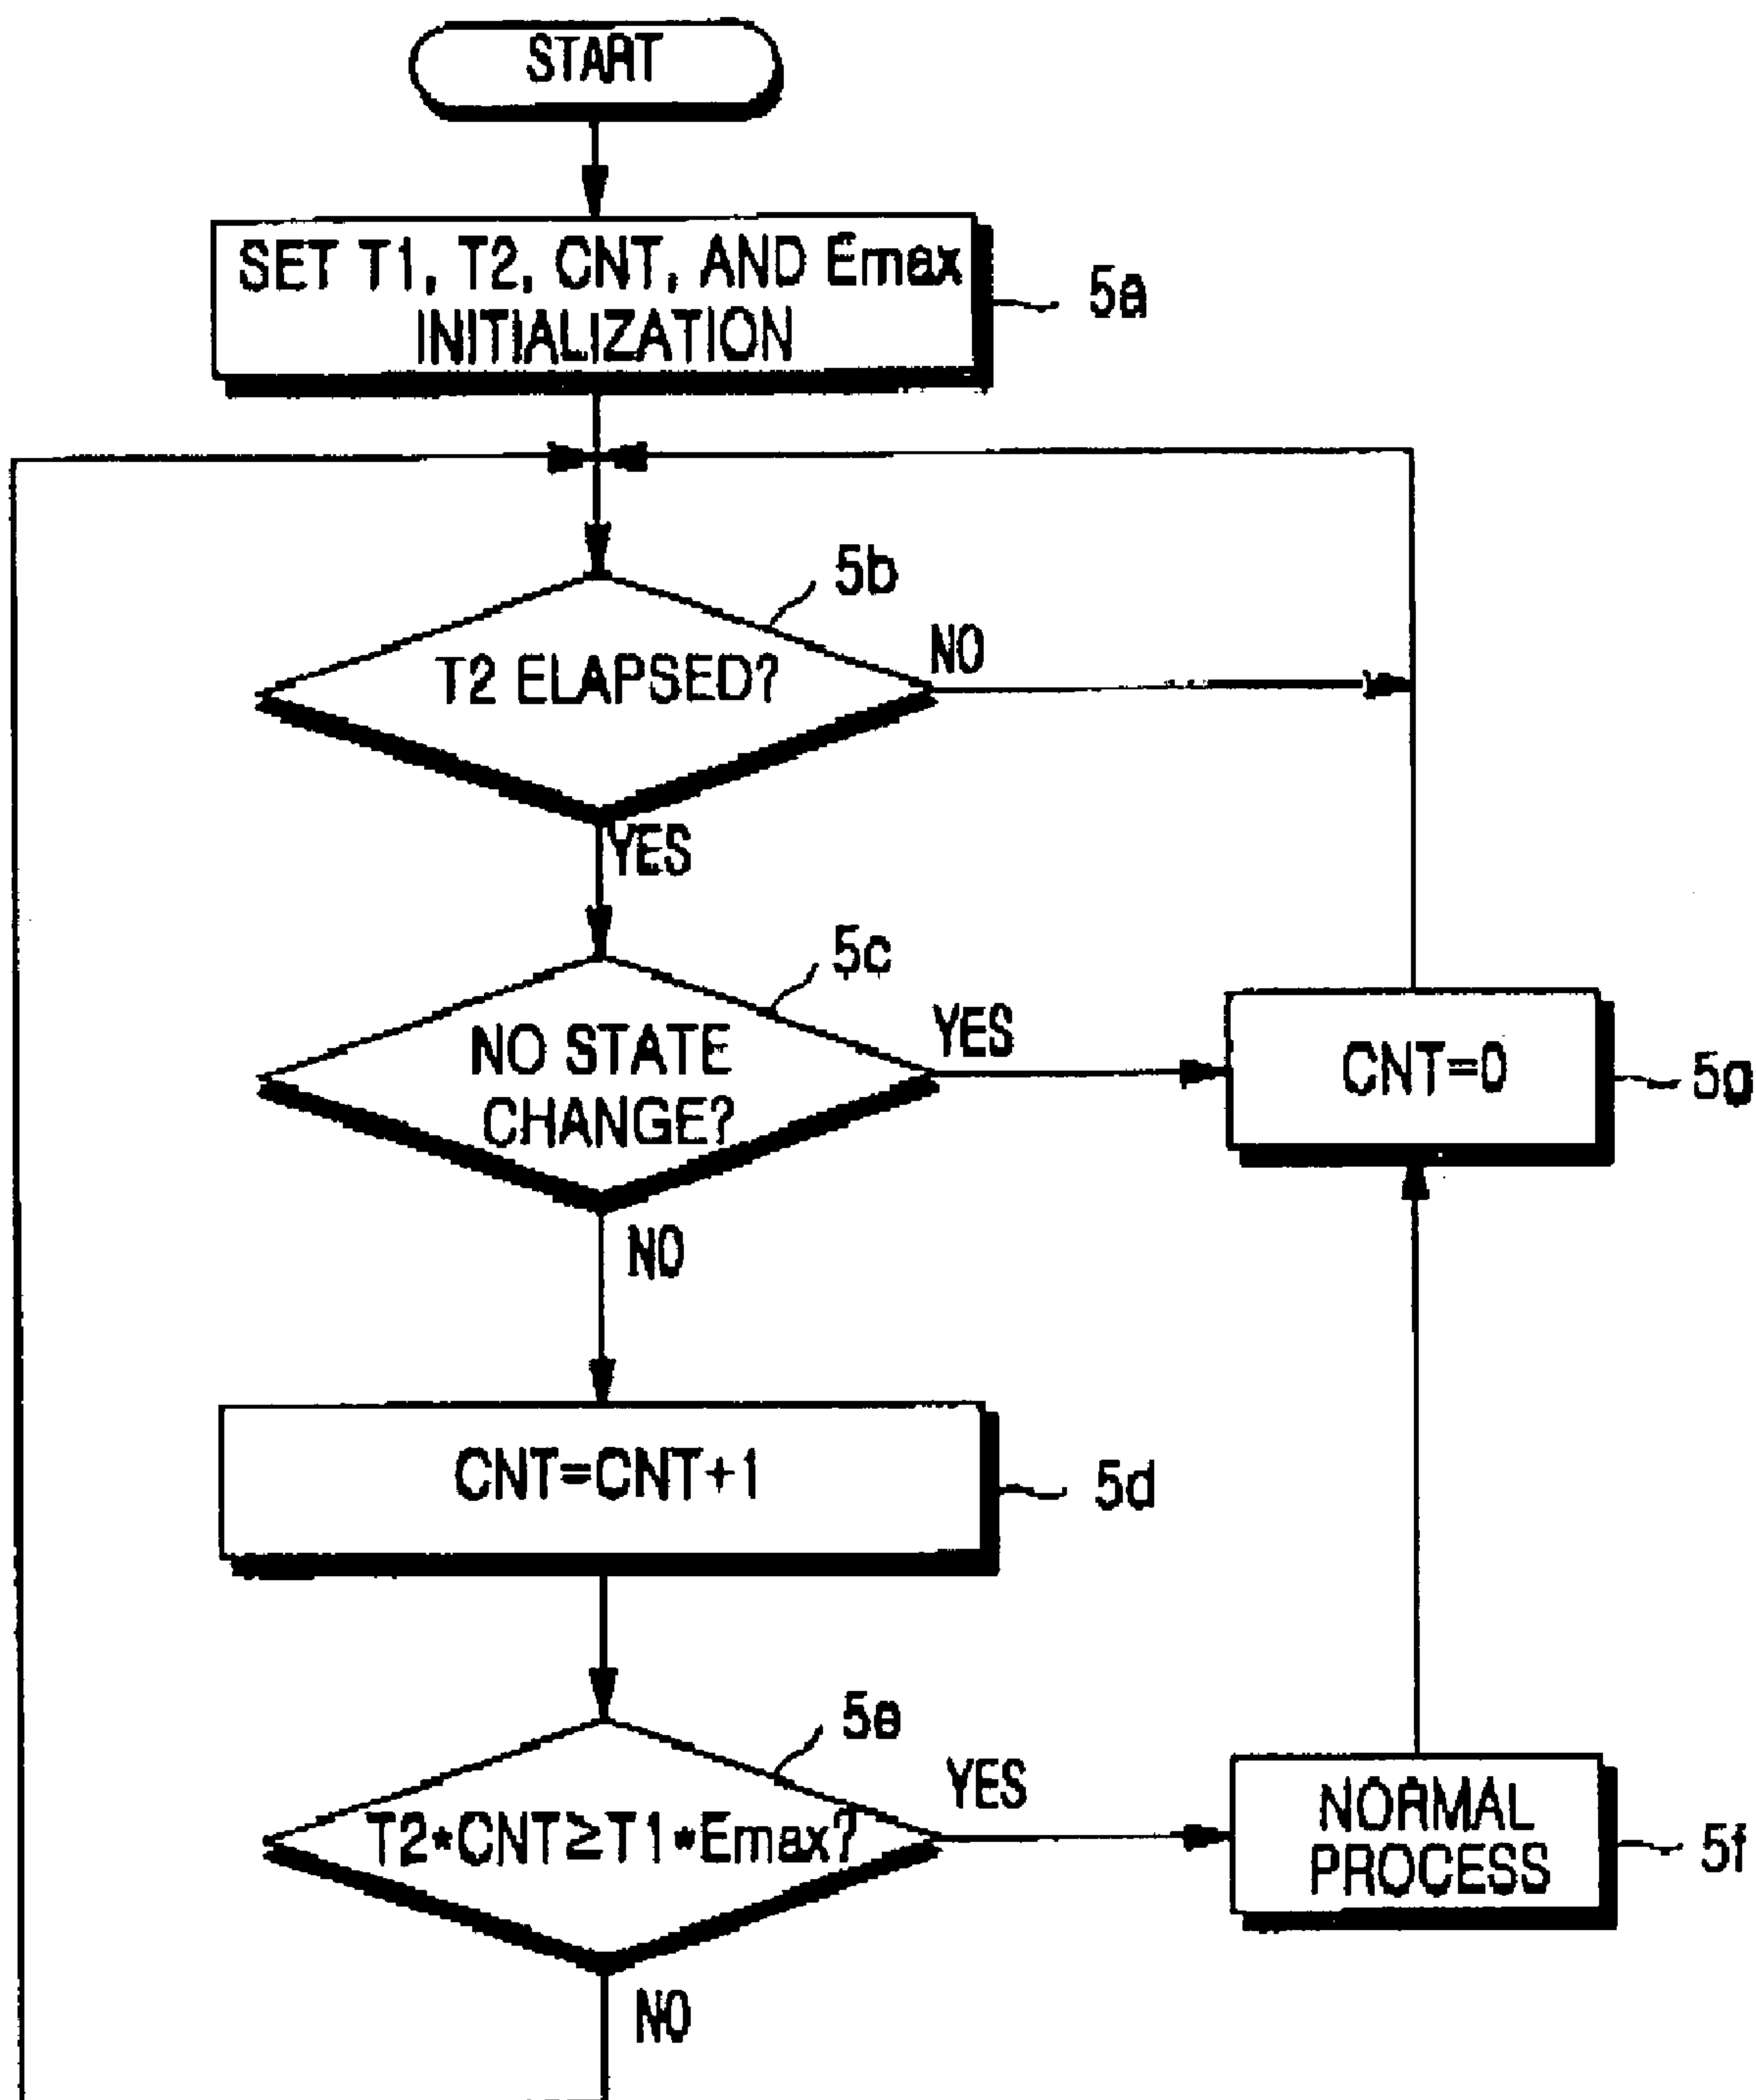 START
SET T1, T2, CNT, AND Emax
INITIALIZATION
5a
5b
T2 ELAPSED?
NO
YES
5c
NO STATE
CHANGE?
YES
CNT=0
5g
NO
CNT=CNT+1
5d
5e
T2*CNT≥T1*Emax?
YES
NORMAL
PROCESS
5f
NO